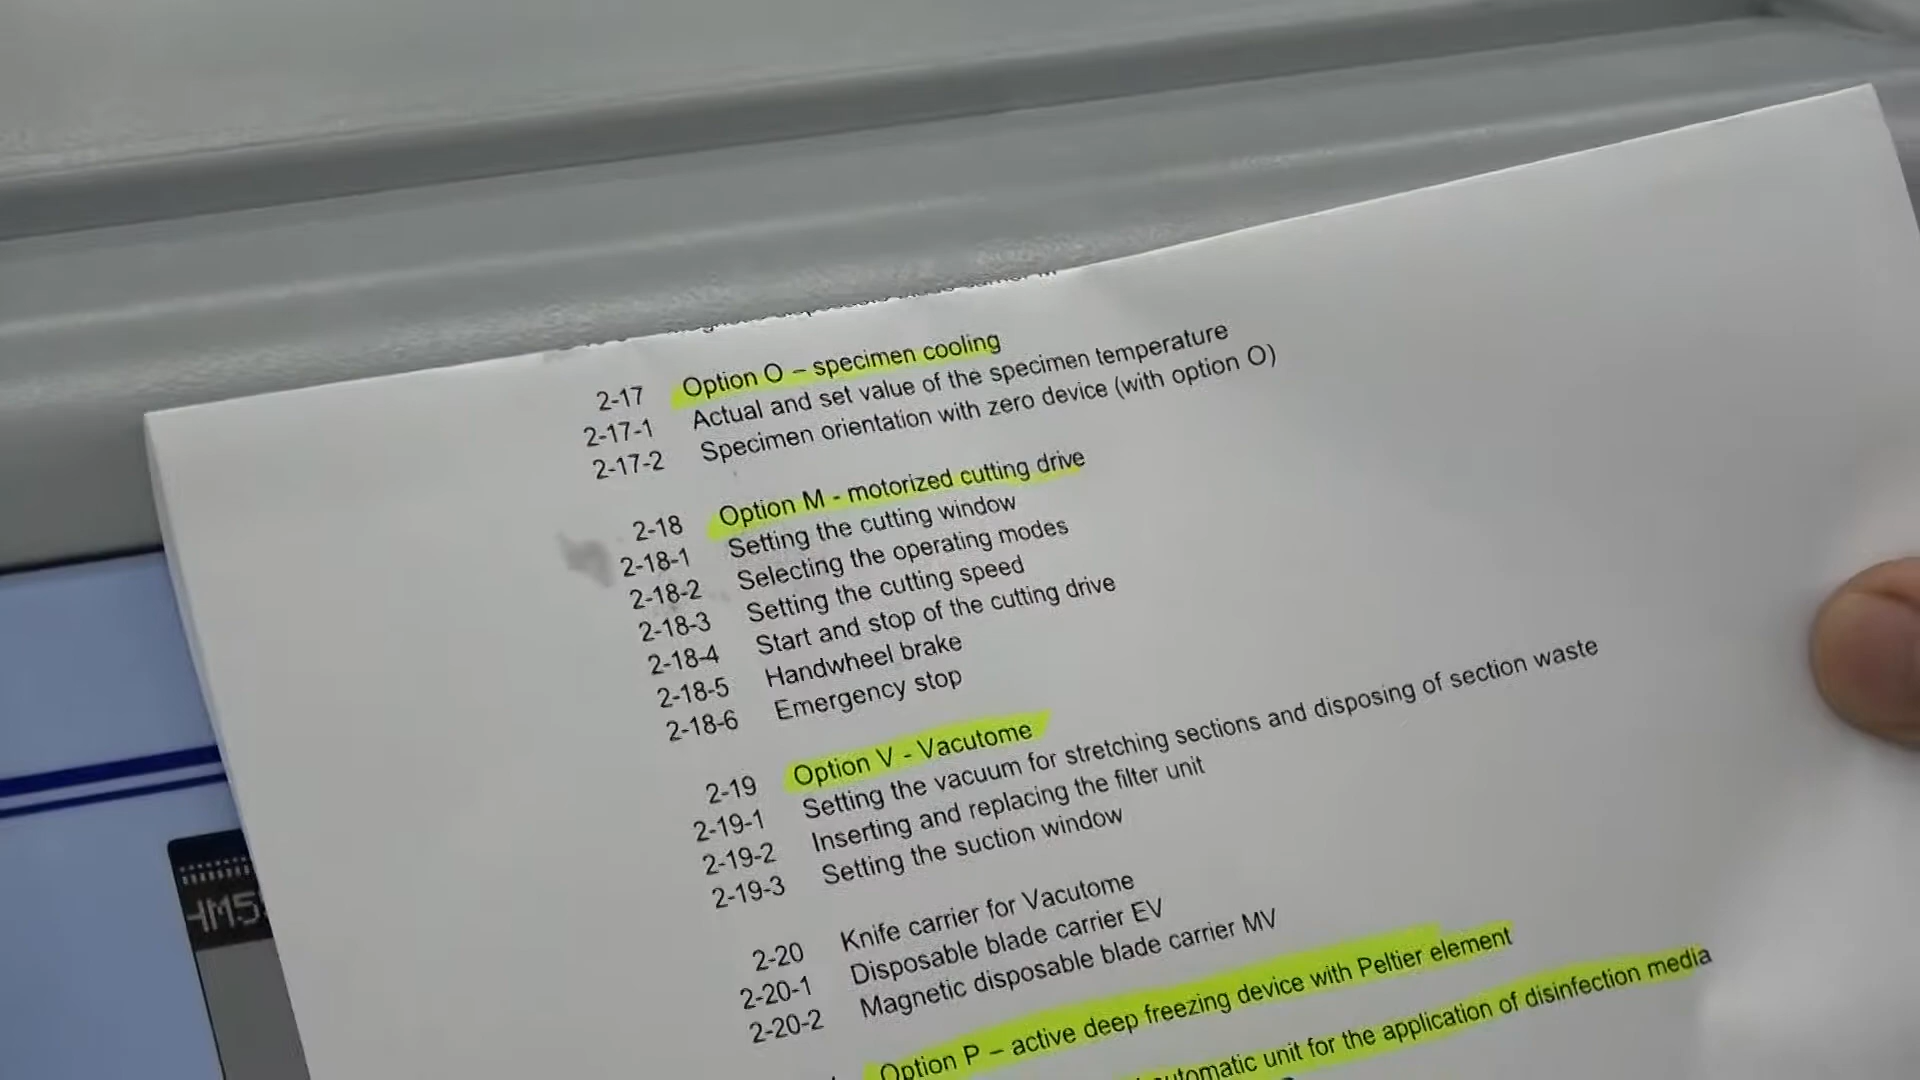 2-17 Option O – specimen cooling
2-17-1 Actual and set value of the specimen temperature
2-17-2 Specimen orientation with zero device (with option O)
2-18 Option M - motorized cutting drive
2-18-1 Setting the cutting window
2-18-2 Selecting the operating modes
2-18-3 Setting the cutting speed
2-18-4 Start and stop of the cutting drive
2-18-5 Handwheel brake
2-18-6 Emergency stop
2-19 Option V - Vacutome
2-19-1 Setting the vacuum for stretching sections and disposing of section waste
2-19-2 Inserting and replacing the filter unit
2-19-3 Setting the suction window
2-20 Knife carrier for Vacutome
2-20-1 Disposable blade carrier EV
2-20-2 Magnetic disposable blade carrier MV
Option P – active deep freezing device with Peltier element
unit for the application of disinfection media
HM5